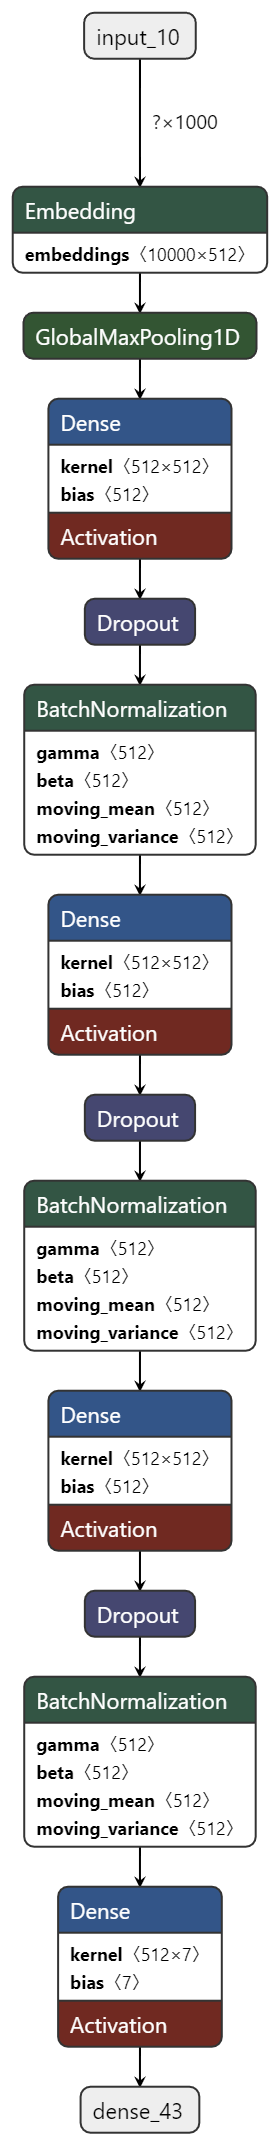 input_10
?×1000
Embedding
embeddings〈10000×512〉
GlobalMaxPooling1D
Dense
kernel〈512×512〉
bias〈512〉
Activation
Dropout
BatchNormalization
gamma〈512〉
beta〈512〉
moving_mean〈512〉
moving_variance〈512〉
Dense
kernel〈512×512〉
bias〈512〉
Activation
Dropout
BatchNormalization
gamma〈512〉
beta〈512〉
moving_mean〈512〉
moving_variance〈512〉
Dense
kernel〈512×512〉
bias〈512〉
Activation
Dropout
BatchNormalization
gamma〈512〉
beta〈512〉
moving_mean〈512〉
moving_variance〈512〉
Dense
kernel〈512×7〉
bias〈7〉
Activation
dense_43